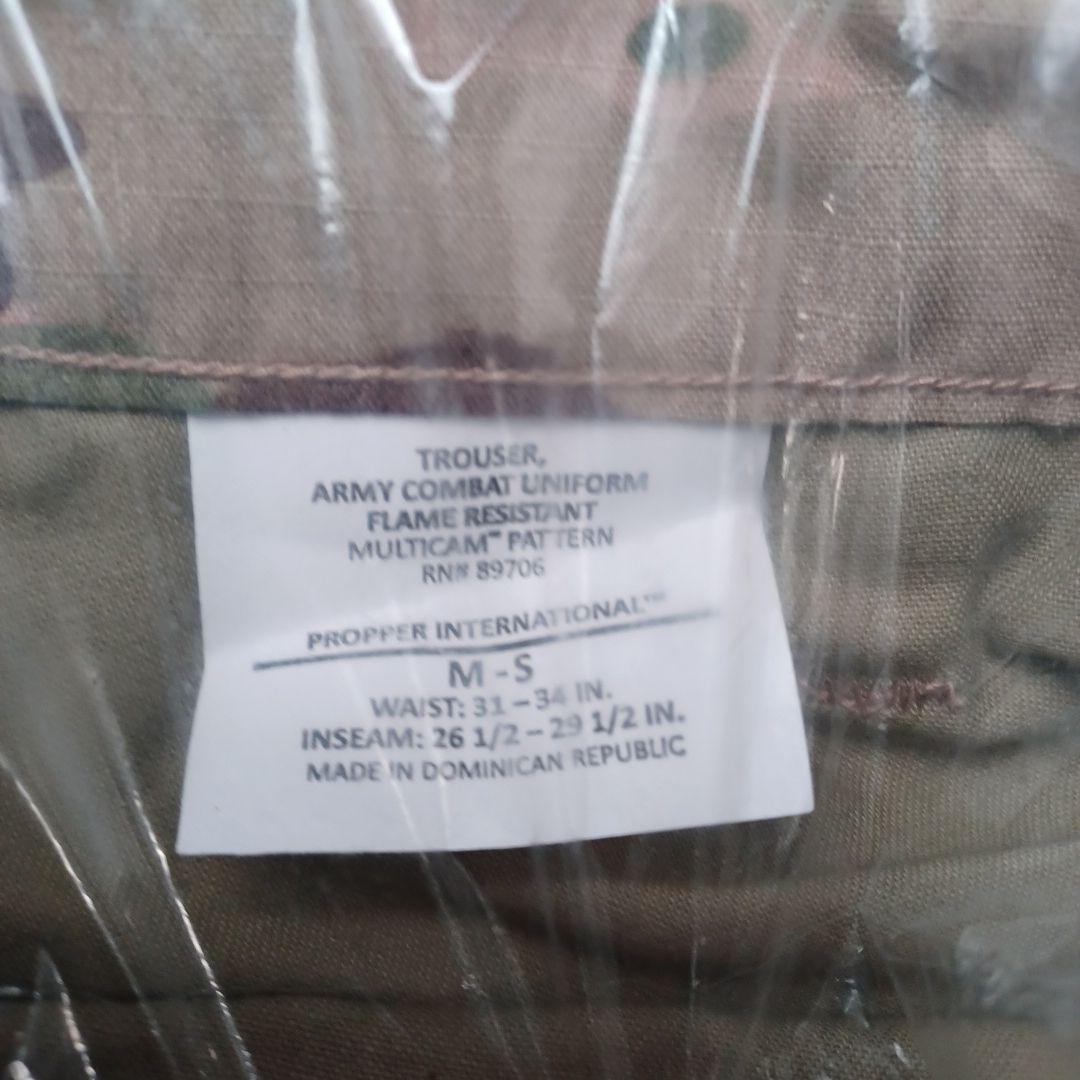 TROUSER,
ARMY COMBAT UNIFORM
FLAME RESISTANT
MULTICAM™ PATTERN
RN# 89706
PROPPER INTERNATIONAL™
M - S
WAIST: 31 – 34 IN.
INSEAM: 26 1/2 – 29 1/2 IN.
MADE IN DOMINICAN REPUBLIC